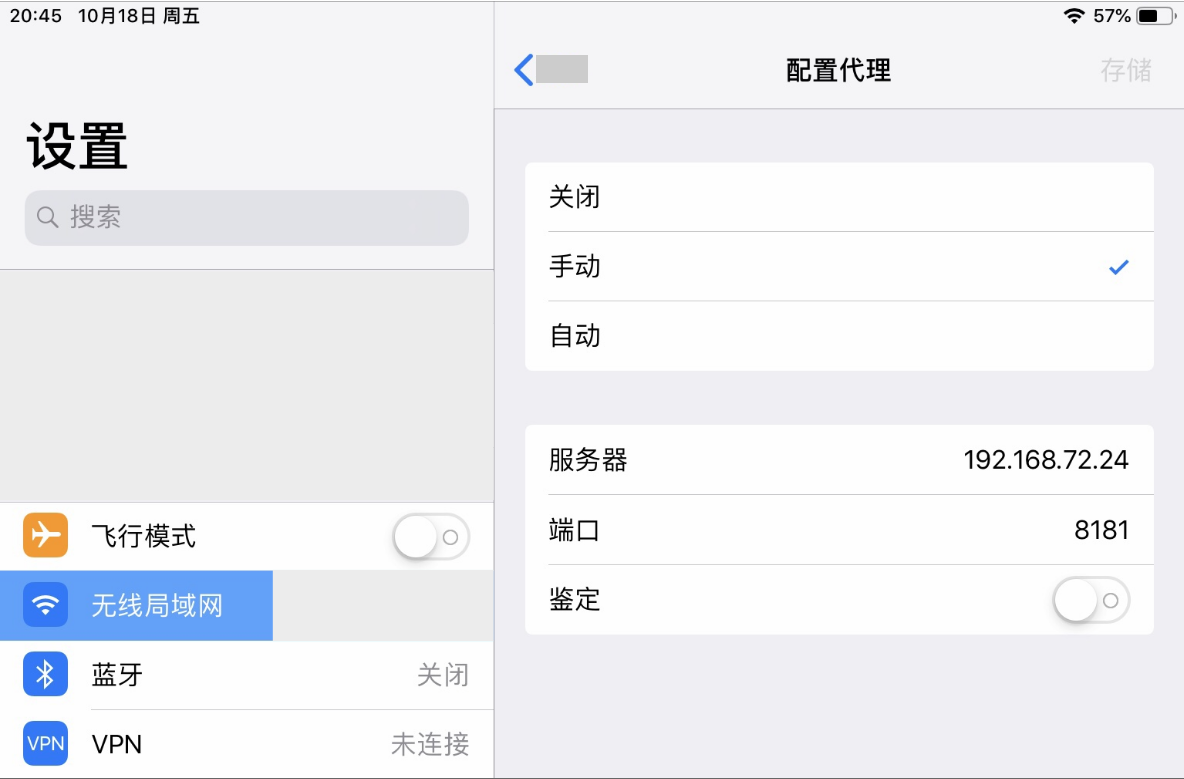 20:45 10月18日 周五
57%
设置
搜索
飞行模式
无线局域网
蓝牙 关闭
VPN VPN 未连接
配置代理 存储
关闭
手动
自动
服务器 192.168.72.24
端口 8181
鉴定